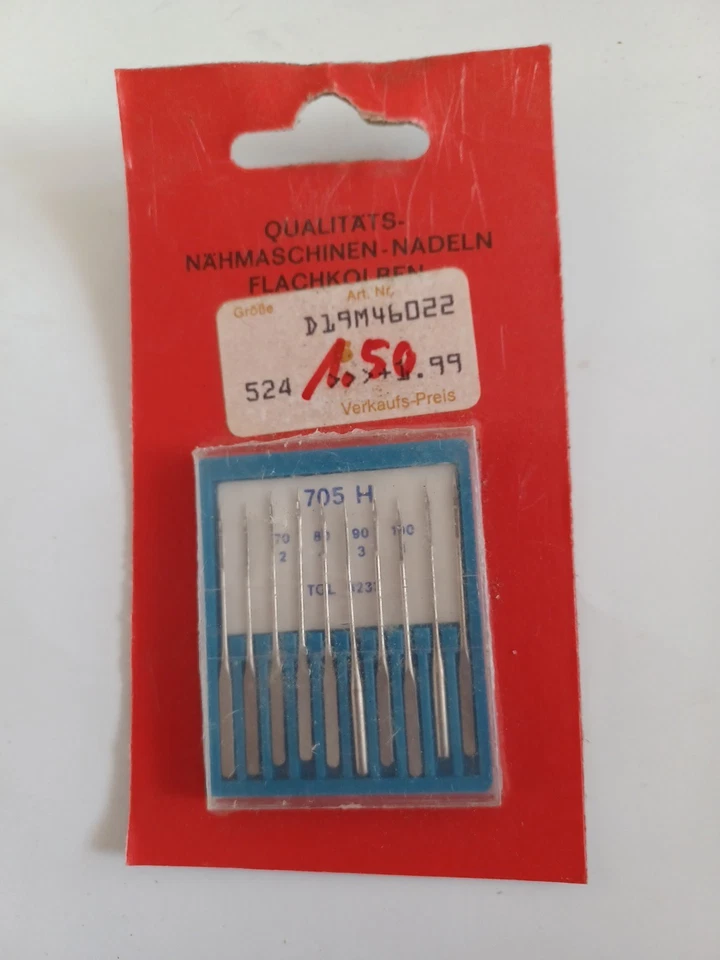 QUALITÄTS-
NÄHMASCHINEN-NADELN
FLACHKOLBEN
Größe Art. Nr.
D19M46022
1.50
524 .99
Verkaufs-Preis
705 H
70 80 90 100
2 3